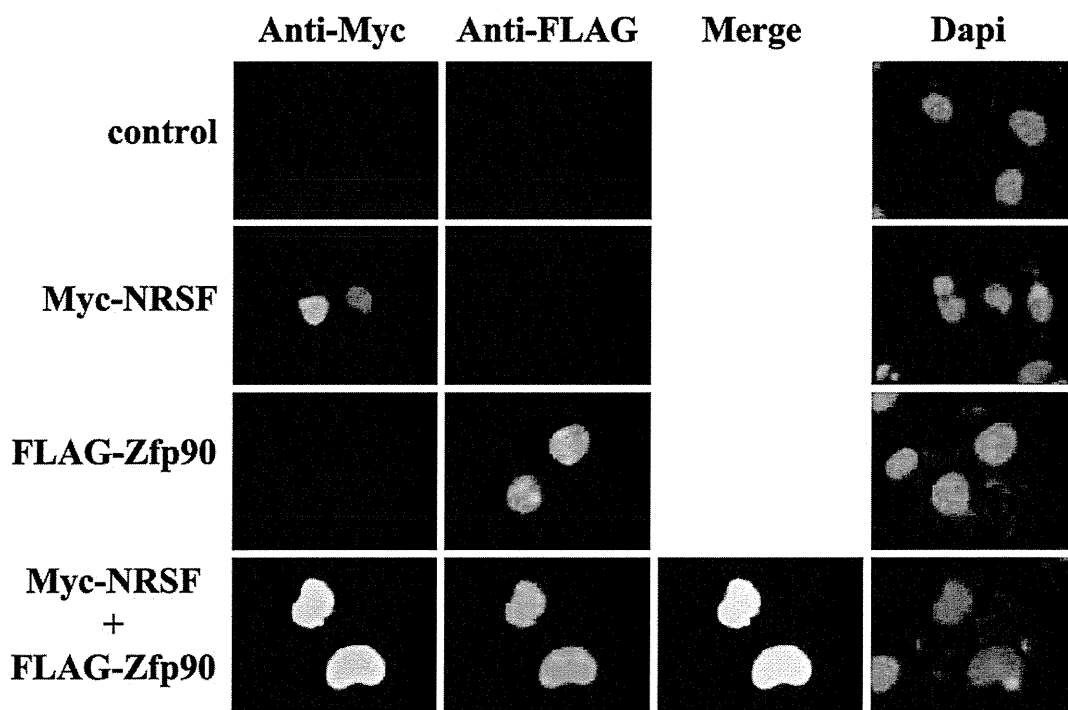 Anti-Myc Anti-FLAG Merge Dapi
control
Myc-NRSF
FLAG-Zfp90
Myc-NRSF
+
FLAG-Zfp90